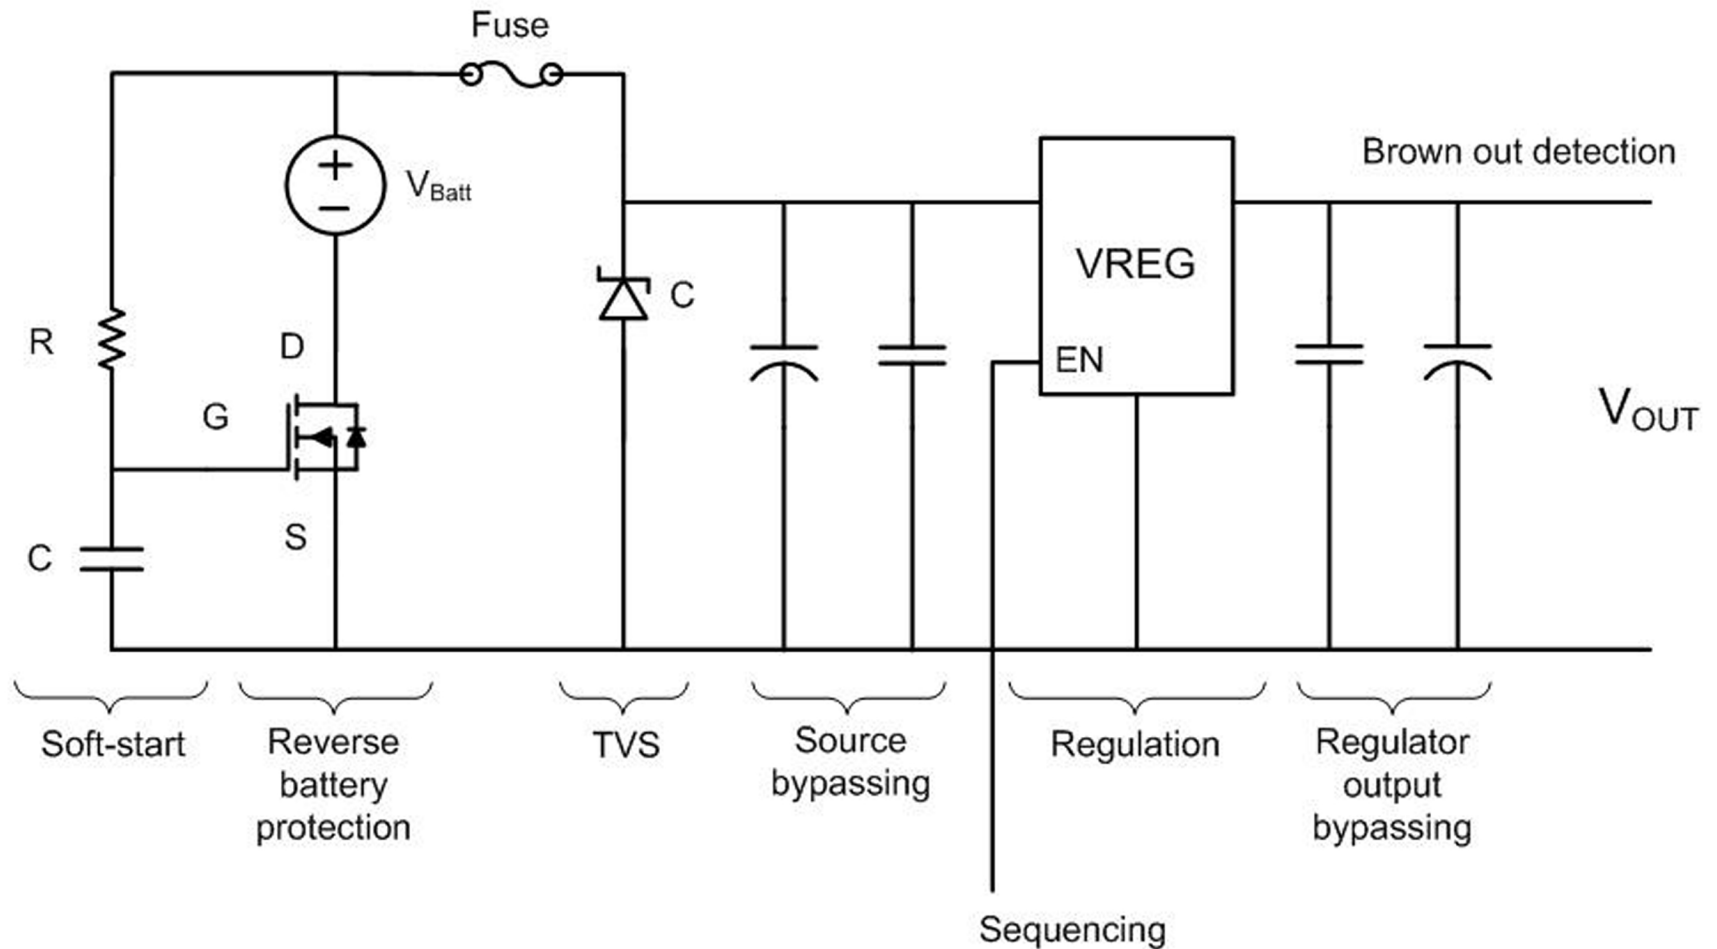 Fuse
Brown out detection
+
−
VBatt
VREG
EN
C
R
D
G
S
C
VOUT
Soft-start
Reverse
battery
protection
TVS
Source
bypassing
Regulation
Regulator
output
bypassing
Sequencing